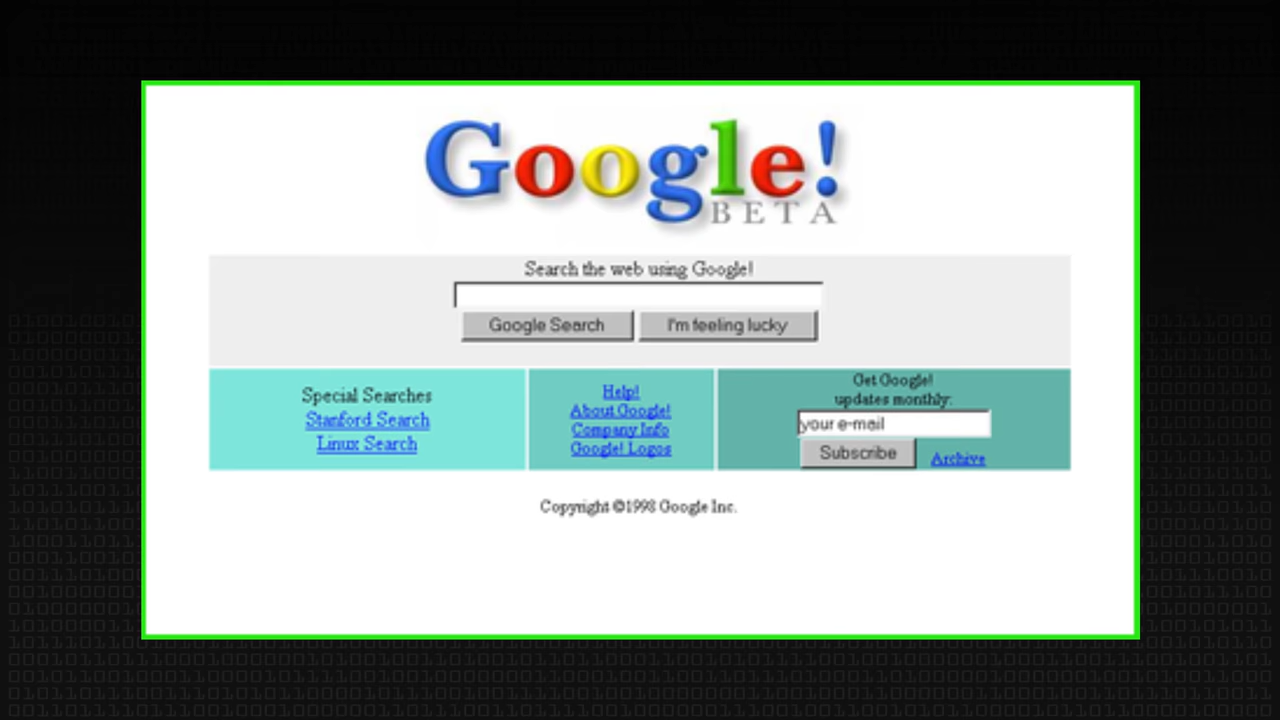 Google!
BETA
Search the web using Google!
Google Search I'm feeling lucky
Special Searches
Stanford Search
Linux Search
Help!
About Google!
Company Info
Google! Logos
Get Google!
updates monthly:
your e-mail
Subscribe Archive
Copyright ©1998 Google Inc.